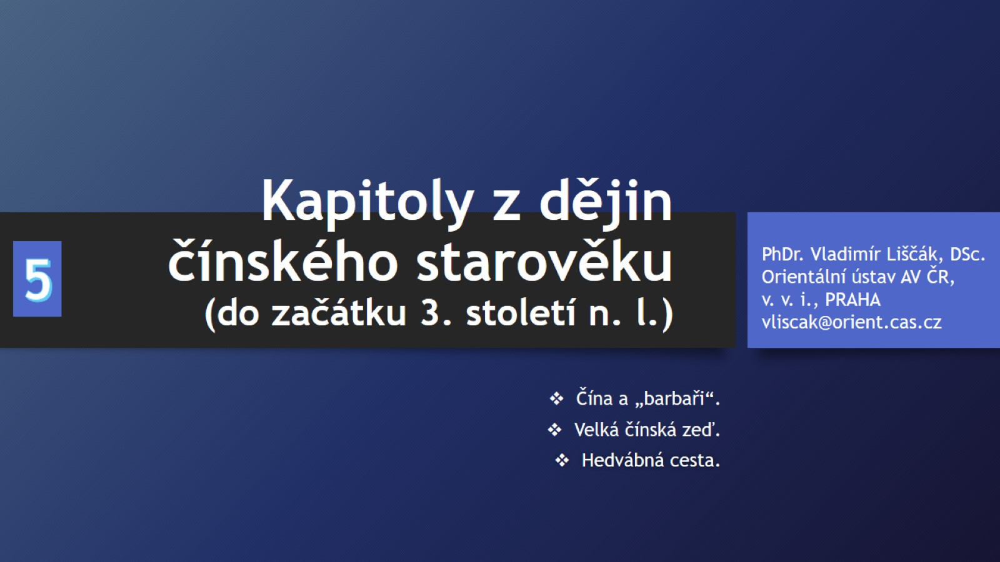 5
Kapitoly z dějin
čínského starověku
(do začátku 3. století n. l.)
PhDr. Vladimír Liščák, DSc.
Orientální ústav AV ČR,
v. v. i., PRAHA
vliscak@orient.cas.cz
❖ Čína a „barbaři“.
❖ Velká čínská zeď.
❖ Hedvábná cesta.